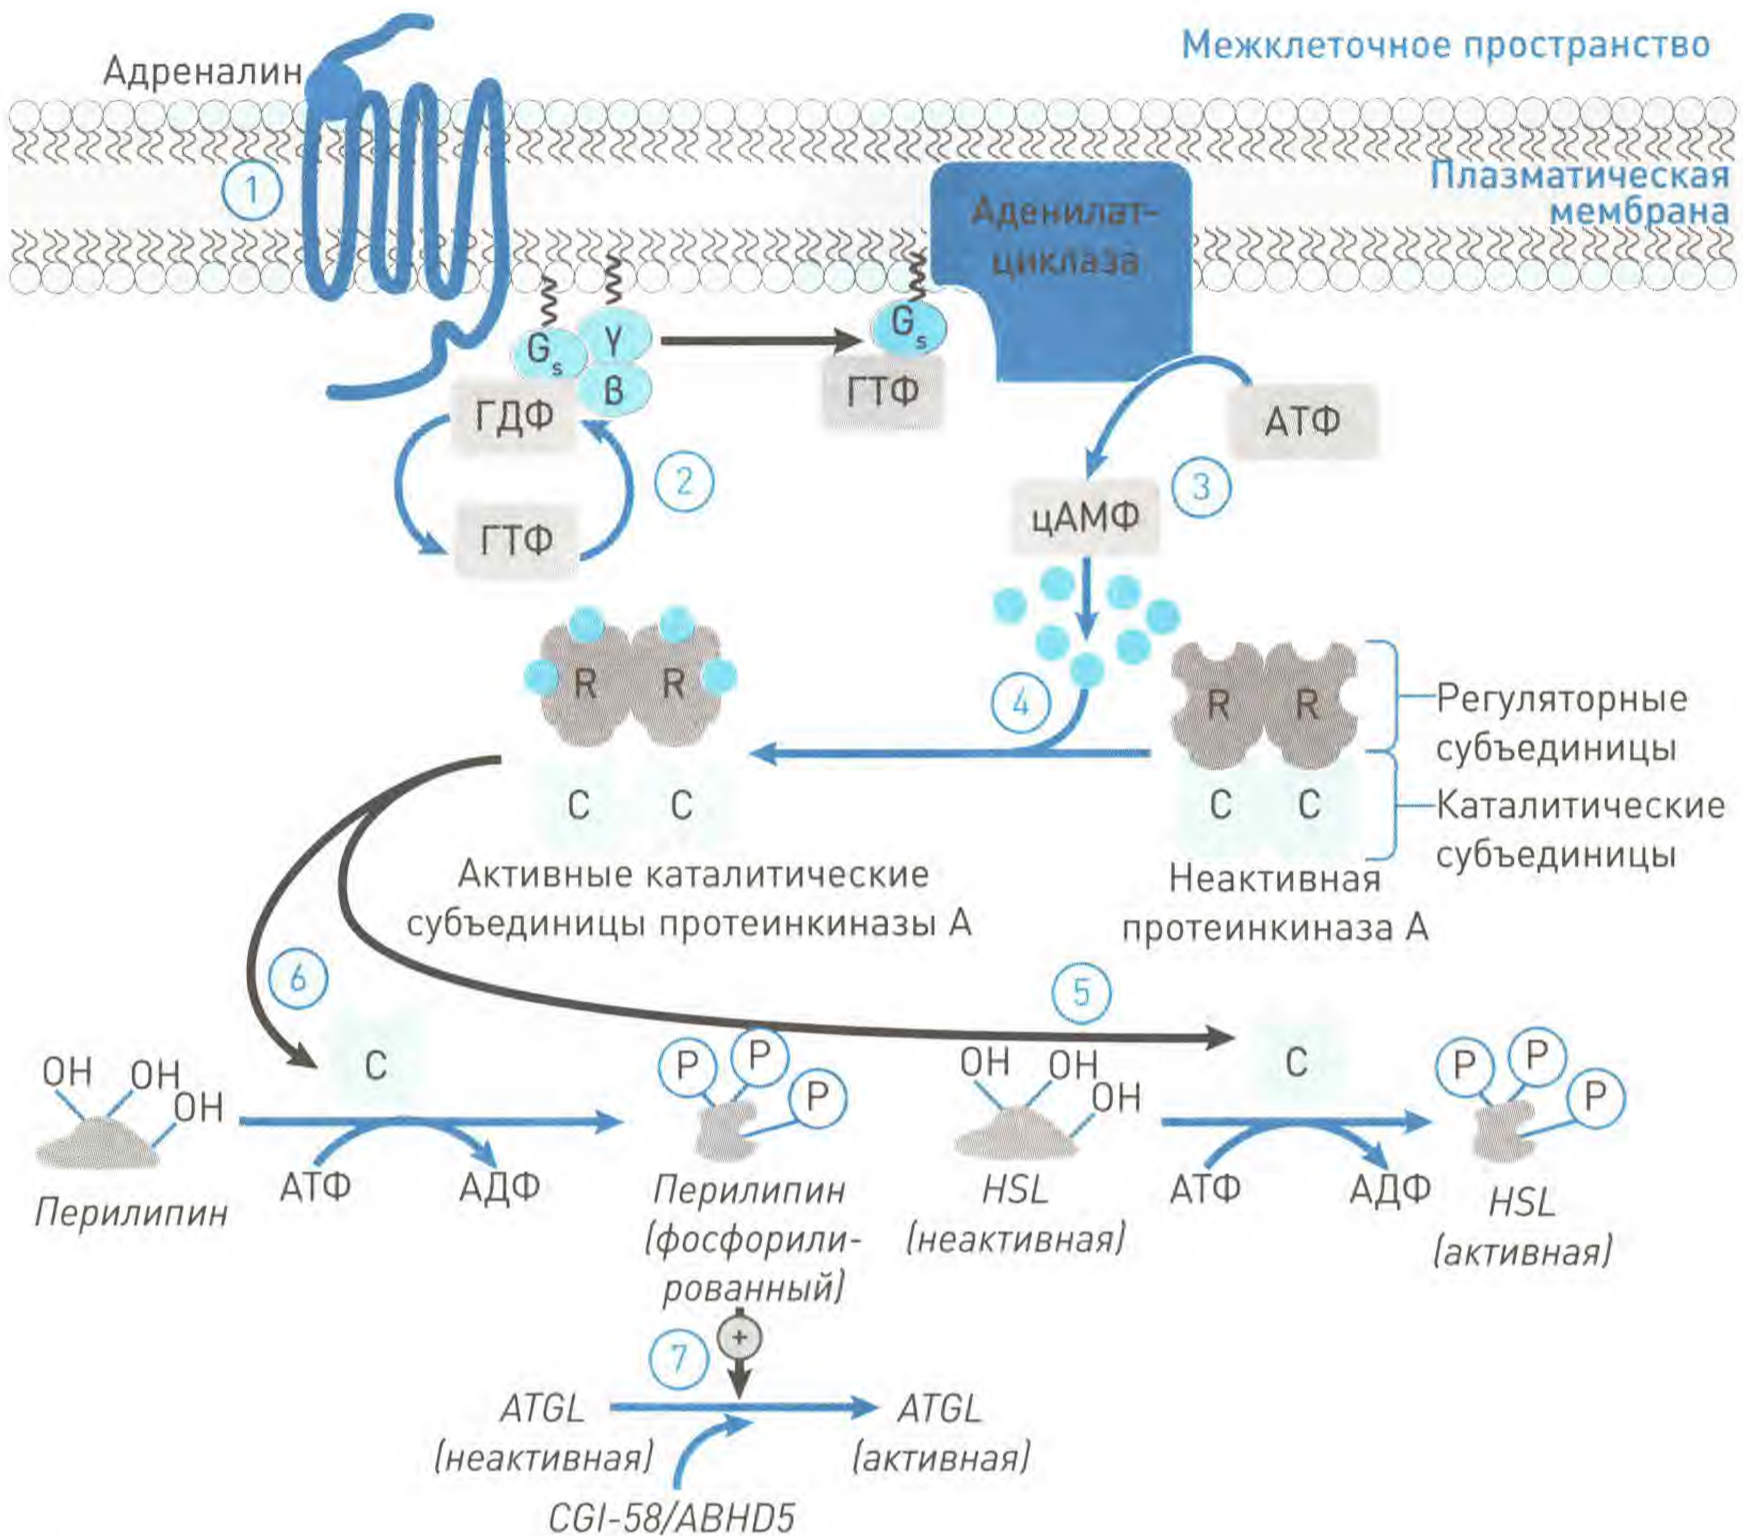 Межклеточное пространство
Адреналин
Плазматическая
мембрана
1
Аденилат-
циклаза
Gs
γ
β
Gs
ГДФ
ГТФ
АТФ
2
3
ГТФ
цАМФ
R R
4
R R
Регуляторные
субъединицы
C C
C C
Каталитические
субъединицы
Активные каталитические
субъединицы протеинкиназы А
Неактивная
протеинкиназа А
6
5
C
C
OH OH OH
P P P
OH OH OH
P P P
АТФ АДФ
АТФ АДФ
Перилипин
Перилипин
(фосфорили-
рованный)
HSL
(неактивная)
HSL
(активная)
7
+
ATGL
(неактивная)
ATGL
(активная)
CGI-58/ABHD5